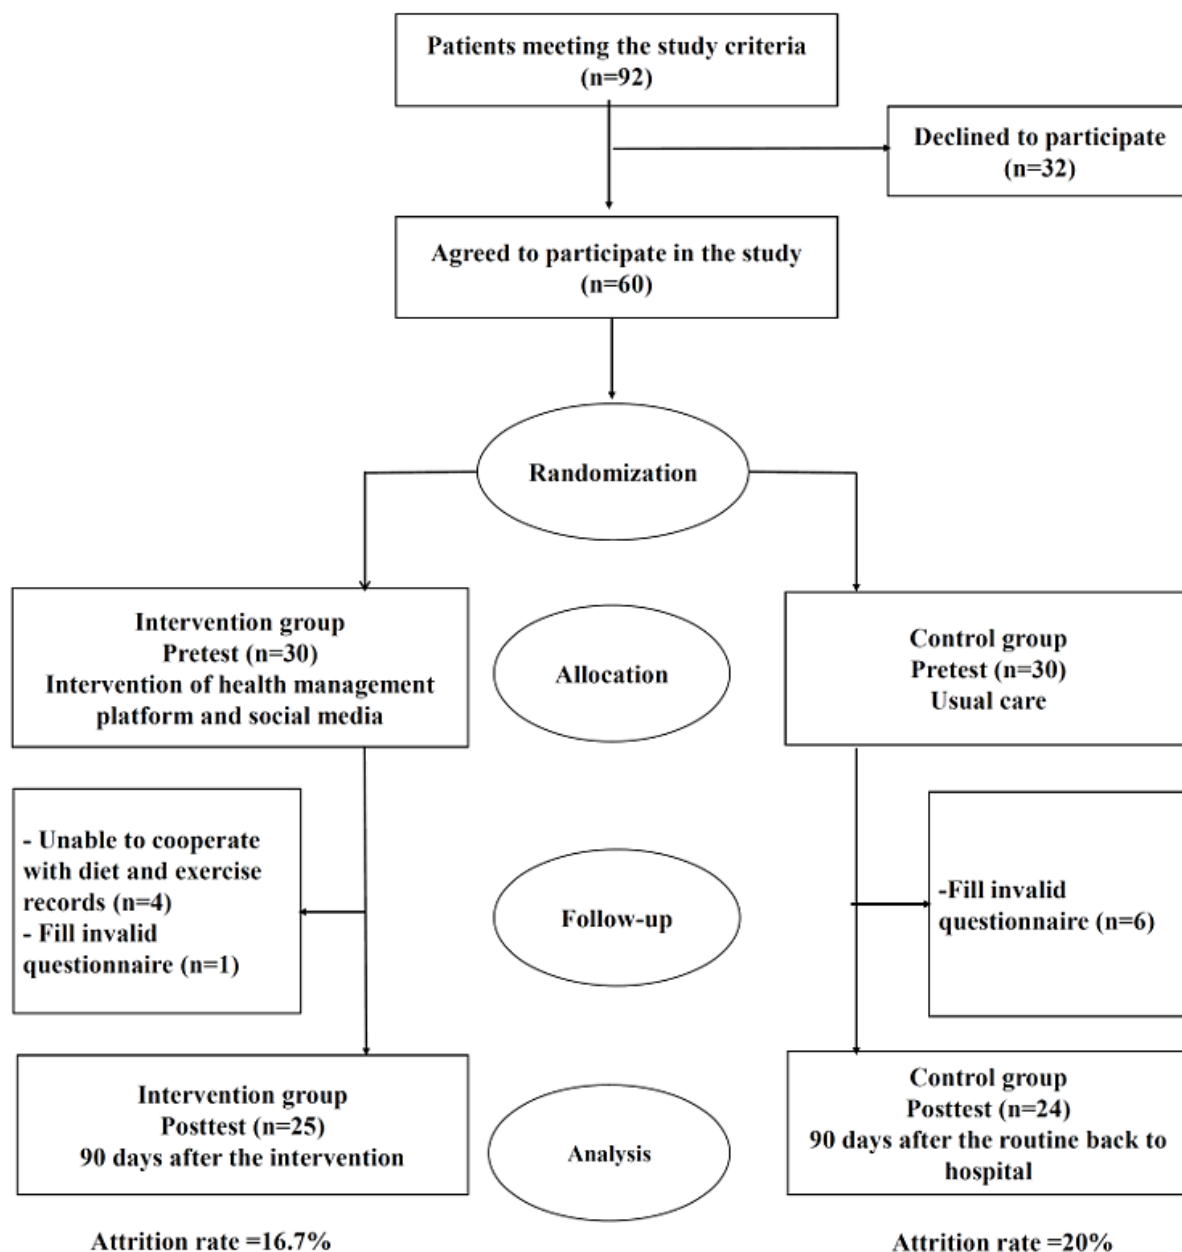 Patients meeting the study criteria
(n=92)
Declined to participate
(n=32)
Agreed to participate in the study
(n=60)
Randomization
Intervention group
Pretest (n=30)
Intervention of health management
platform and social media
Allocation
Control group
Pretest (n=30)
Usual care
- Unable to cooperate
with diet and exercise
records (n=4)
- Fill invalid
questionnaire (n=1)
Follow-up
-Fill invalid
questionnaire (n=6)
Intervention group
Posttest (n=25)
90 days after the intervention
Analysis
Control group
Posttest (n=24)
90 days after the routine back to
hospital
Attrition rate =16.7%
Attrition rate =20%